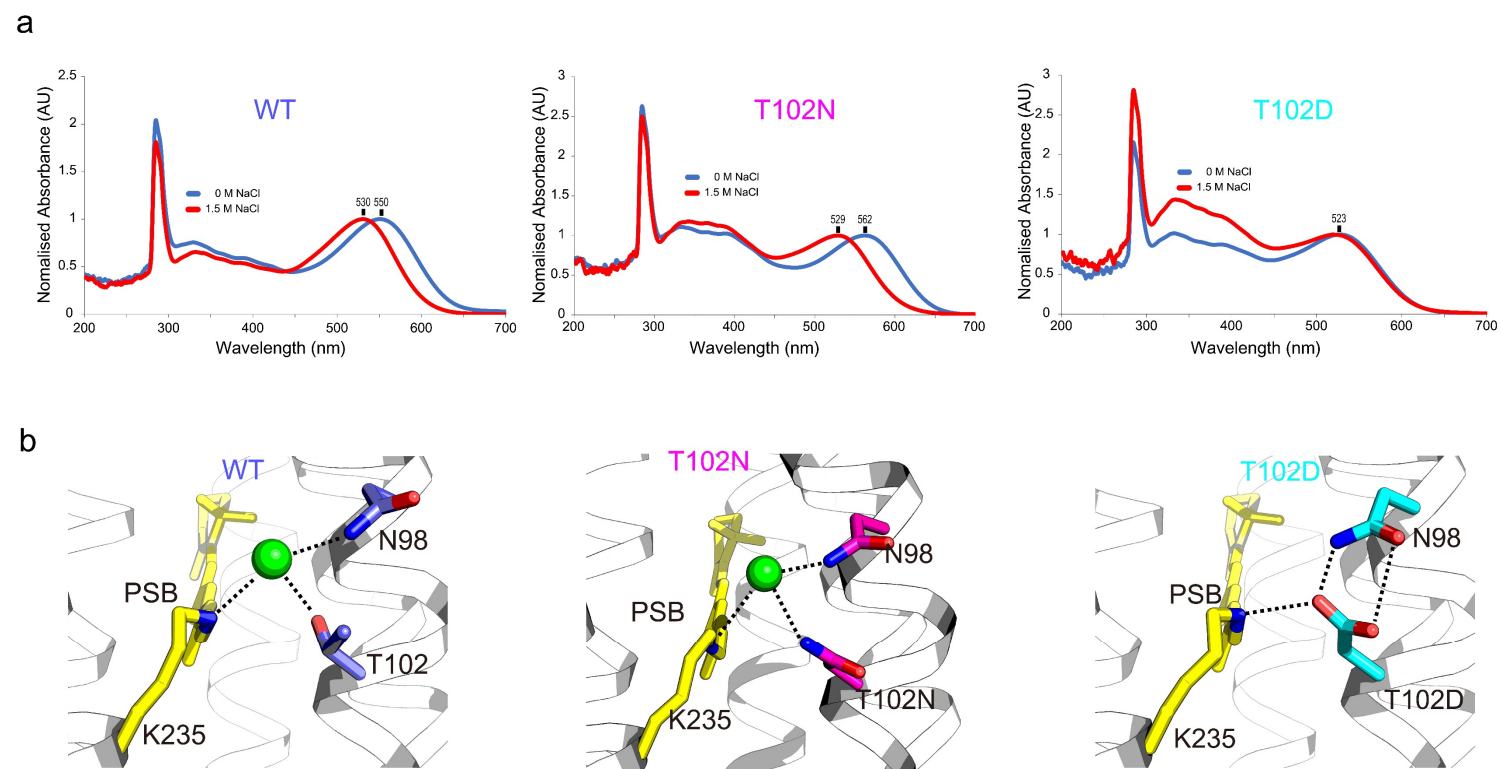 a
WT
T102N
T102D
Nomalised Absorbance (AU)
2.5
2
1.5
1
0.5
0
0 M NaCl
1.5 M NaCl
530 550
200 300 400 500 600 700
Wavelength (nm)
Nomalised Absorbance (AU)
3
2.5
2
1.5
1
0.5
0
0 M NaCl
1.5 M NaCl
529 562
200 300 400 500 600 700
Wavelength (nm)
Nomalised Absorbance (AU)
3
2.5
2
1.5
1
0.5
0
0 M NaCl
1.5 M NaCl
523
200 300 400 500 600 700
Wavelength (nm)
b
WT
N98
PSB
T102
K235
T102N
N98
PSB
T102N
K235
T102D
N98
PSB
T102D
K235